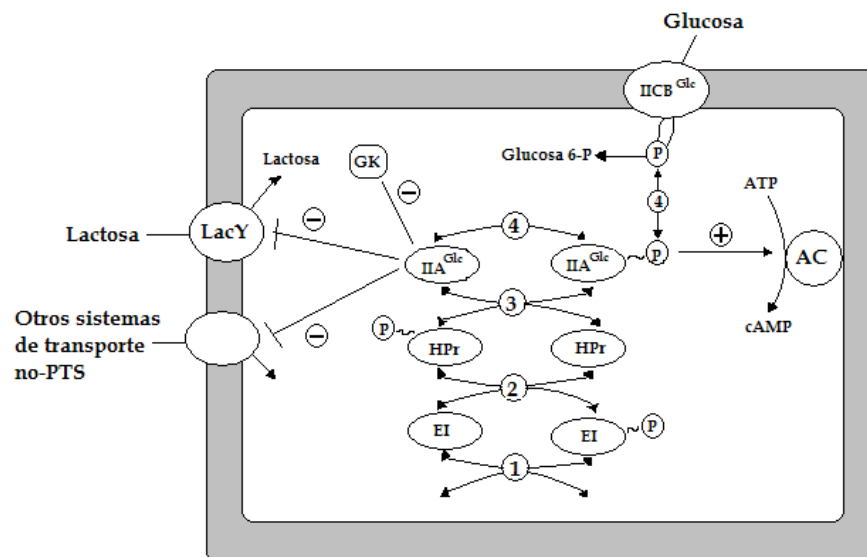 Glucosa
IICB Glc
P
Glucosa 6-P
Lactosa
GK
4
ATP
−
−
4
+
LacY
Lactosa
IIA Glc
IIA Glc
P
AC
3
cAMP
Otros sistemas
de transporte
no-PTS
−
P
HPr
HPr
2
EI
EI
P
1